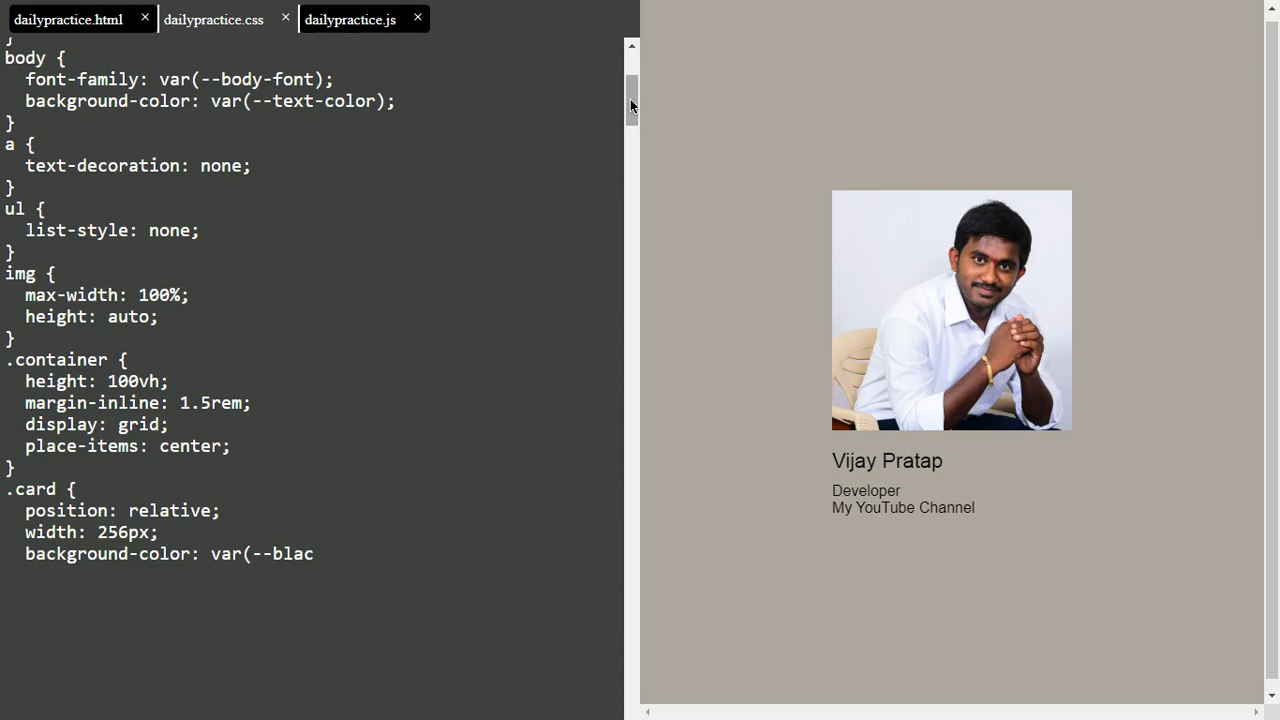 dailypractice.html ×
dailypractice.css ×
dailypractice.js ×
}
body {
font-family: var(--body-font);
background-color: var(--text-color);
}
a {
text-decoration: none;
}
ul {
list-style: none;
}
img {
max-width: 100%;
height: auto;
}
.container {
height: 100vh;
margin-inline: 1.5rem;
display: grid;
place-items: center;
}
.card {
position: relative;
width: 256px;
background-color: var(--blac
Vijay Pratap
Developer
My YouTube Channel